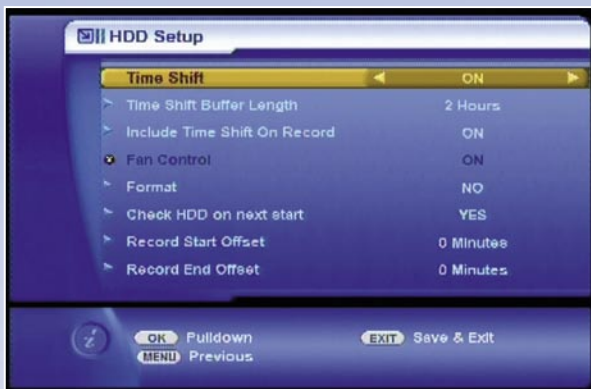 HDD Setup
Time Shift ON
Time Shift Buffer Length 2 Hours
Include Time Shift On Record ON
Fan Control ON
Format NO
Check HDD on next start YES
Record Start Offset 0 Minutes
Record End Offset 0 Minutes
i OK Pulldown EXIT Save & Exit
MENU Previous